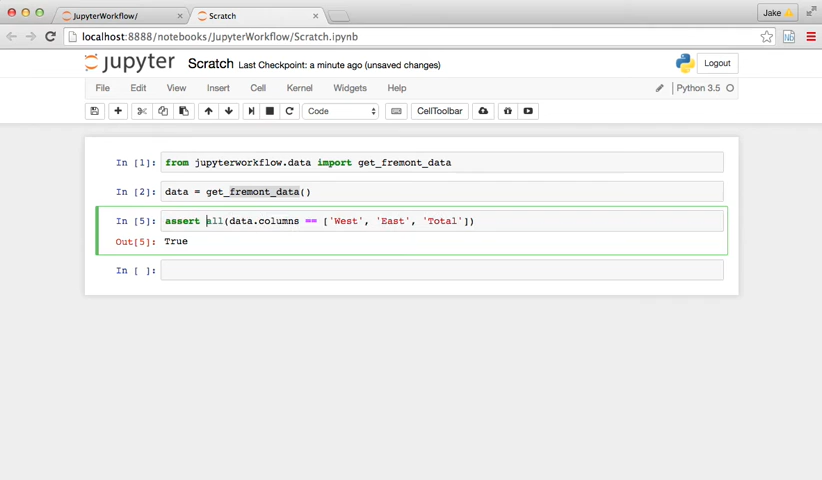 JupyterWorkflow/
Scratch
Jake
localhost:8888/notebooks/JupyterWorkflow/Scratch.ipynb
jupyter Scratch Last Checkpoint: a minute ago (unsaved changes)
Logout
File Edit View Insert Cell Kernel Widgets Help
Python 3.5
Code
CellToolbar
In [1]: from jupyterworkflow.data import get_fremont_data
In [2]: data = get_fremont_data()
In [5]: assert all(data.columns == ['West', 'East', 'Total'])
Out[5]: True
In [ ]: